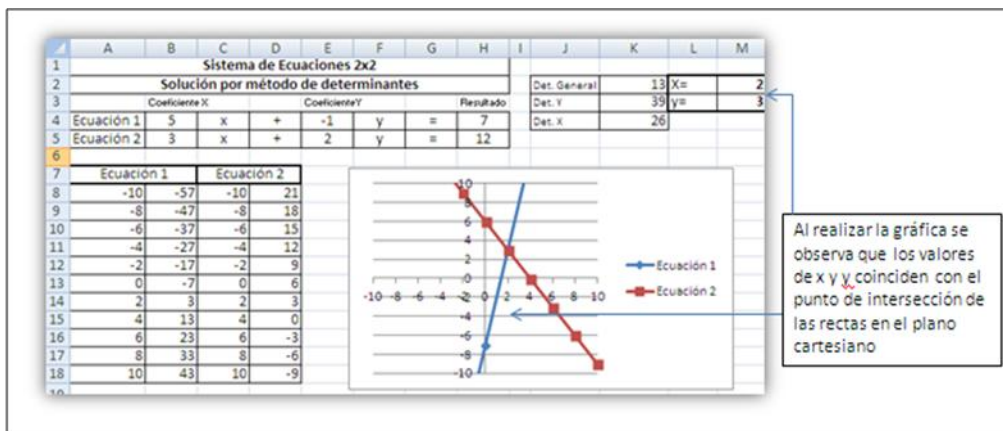 A B C D E F G H I J K L M
1 Sistema de Ecuaciones 2x2
2 Solución por método de determinantes Det. General 13 X= 2
3 Coeficiente X Coeficiente Y Resultado Det. Y 39 y= 3
4 Ecuación 1 5 x + -1 y = 7 Det. X 26
5 Ecuación 2 3 x + 2 y = 12
6
7 Ecuación 1 Ecuación 2
8 -10 -57 -10 21
9 -8 -47 -8 18
10 -6 -37 -6 15
11 -4 -27 -4 12
12 -2 -17 -2 9
13 0 -7 0 6
14 2 3 2 3
15 4 13 4 0
16 6 23 6 -3
17 8 33 8 -6
18 10 43 10 -9
19
10
8
6
4
2
0
-10 -8 -6 -4 -2 0 2 4 6 8 10
-2
-4
-6
-8
-10
Ecuación 1
Ecuación 2
Al realizar la gráfica se
observa que los valores
de x y y coinciden con el
punto de intersección de
las rectas en el plano
cartesiano